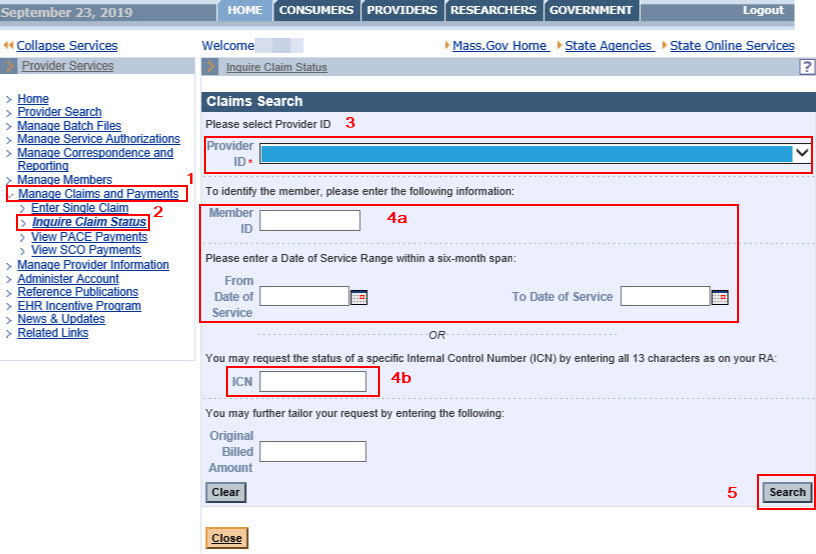 September 23, 2019
HOME CONSUMERS PROVIDERS RESEARCHERS GOVERNMENT Logout
Collapse Services
Welcome
Mass.Gov Home State Agencies State Online Services
Provider Services
Home
Provider Search
Manage Batch Files
Manage Service Authorizations
Manage Correspondence and
Reporting
Manage Members
1
Manage Claims and Payments
Enter Single Claim
2
Inquire Claim Status
View PACE Payments
View SCO Payments
Manage Provider Information
Administer Account
Reference Publications
EHR Incentive Program
News & Updates
Related Links
Inquire Claim Status ?
Claims Search
Please select Provider ID 3
Provider
ID *
To identify the member, please enter the following information:
Member
ID
4a
Please enter a Date of Service Range within a six-month span:
From
Date of
Service
To Date of Service
OR
You may request the status of a specific Internal Control Number (ICN) by entering all 13 characters as on your RA:
ICN 4b
You may further tailor your request by entering the following:
Original
Billed
Amount
Clear 5 Search
Close